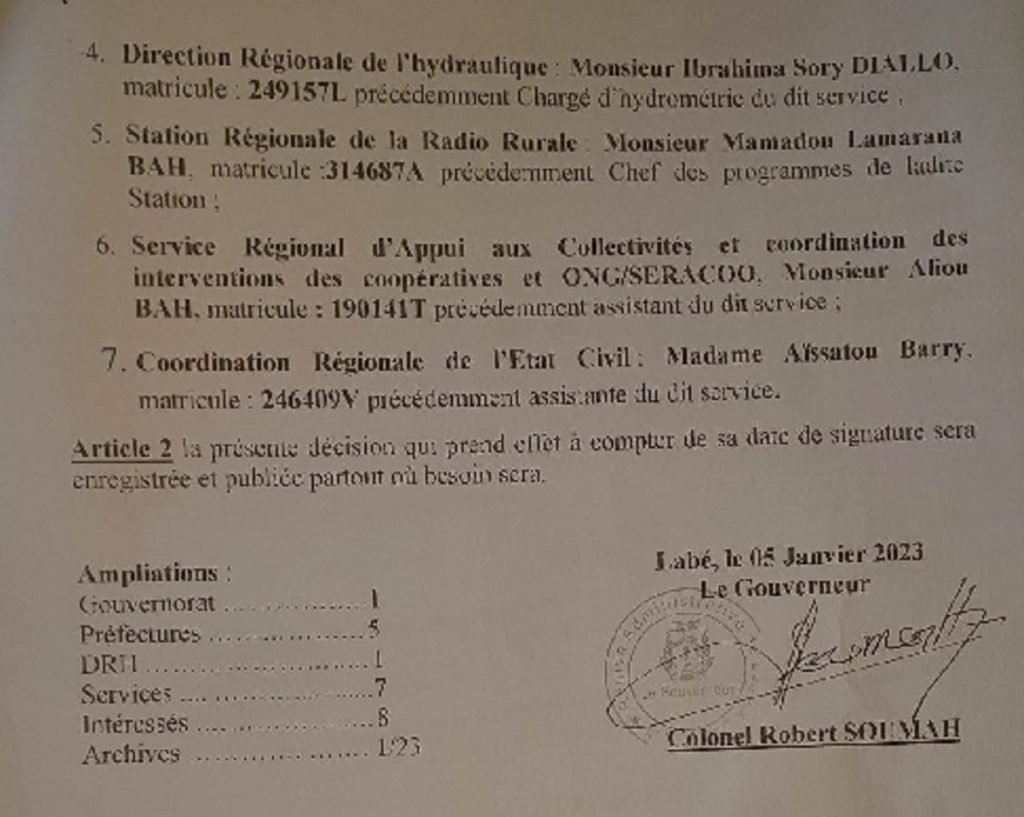 4. Direction Régionale de l'hydraulique : Monsieur Ibrahima Sory DIALLO,
matricule : 249157L précédemment Chargé d'hydrométrie du dit service ;
5. Station Régionale de la Radio Rurale : Monsieur Mamadou Lamarana
BAH, matricule :314687A précédemment Chef des programmes de ladite
Station ;
6. Service Régional d'Appui aux Collectivités et coordination des
interventions des coopératives et ONG/SERACOO, Monsieur Aliou
BAH, matricule : 190141T précédemment assistant du dit service ;
7. Coordination Régionale de l'Etat Civil : Madame Aïssatou Barry,
matricule : 246409V précédemment assistante du dit service.
Article 2 la présente décision qui prend effet à compter de sa date de signature sera
enregistrée et publiée partout où besoin sera.
Labé, le 05 Janvier 2023
Le Gouverneur
Ampliations :
Gouvernorat ........................1
Préfectures ........................5
DRH ........................1
Services ........................7
Intéressés ........................8
Archives ........................ 1/23
Le Gouverneur
Colonel Robert SOUMAH